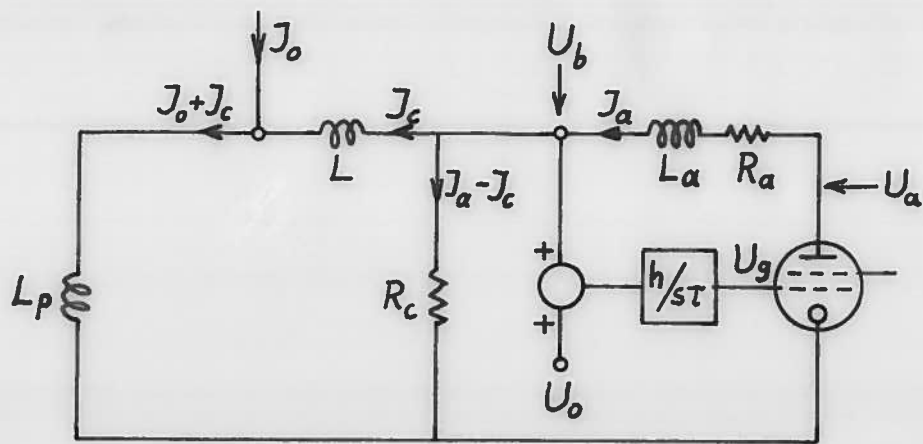 J₀
U_b
J₀+J_c
J_c
J_a
L
L_a
R_a
J_a-J_c
U_a
L_p
R_c
+
+
h/sτ
U_g
U₀